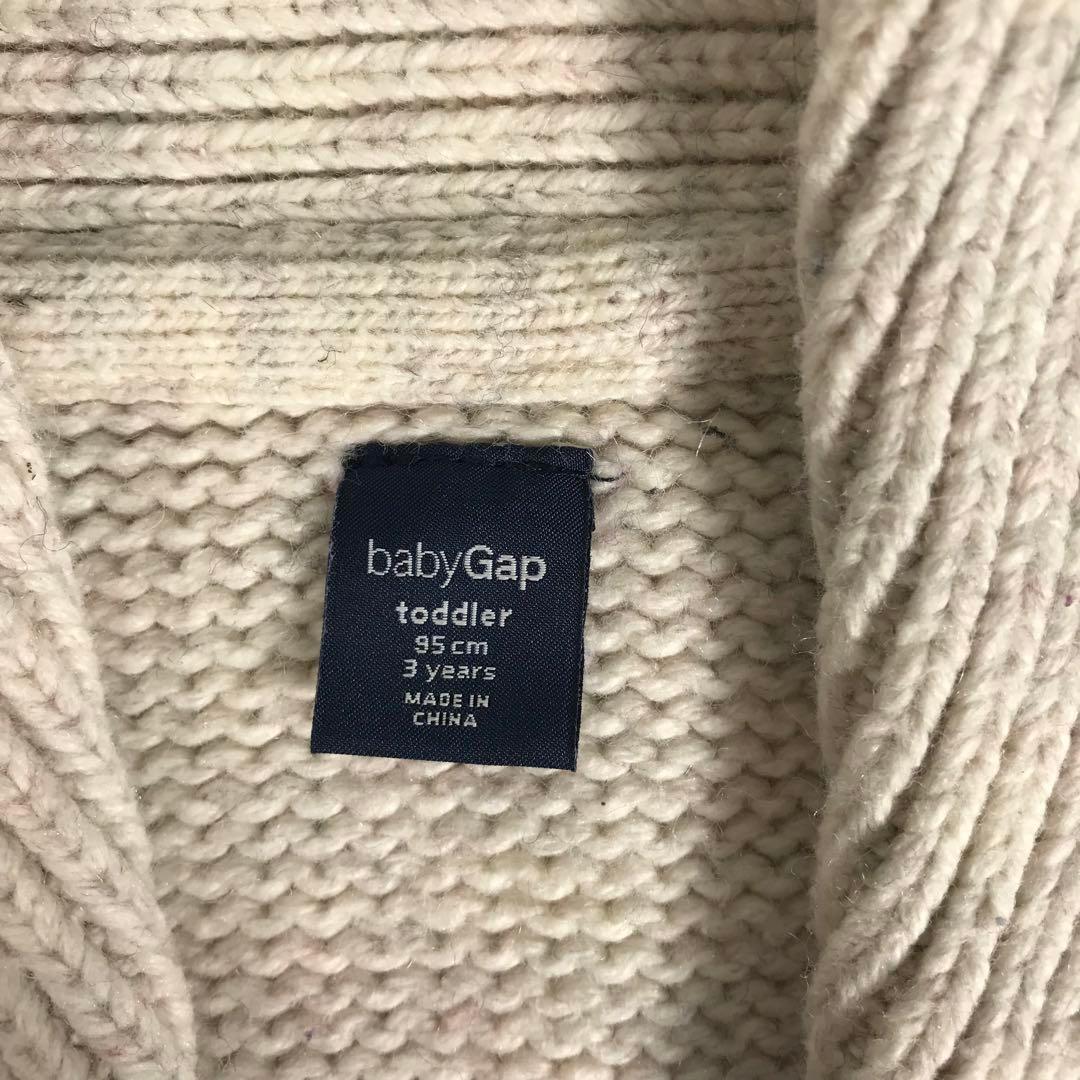 babyGap
toddler
95 cm
3 years
MADE IN
CHINA